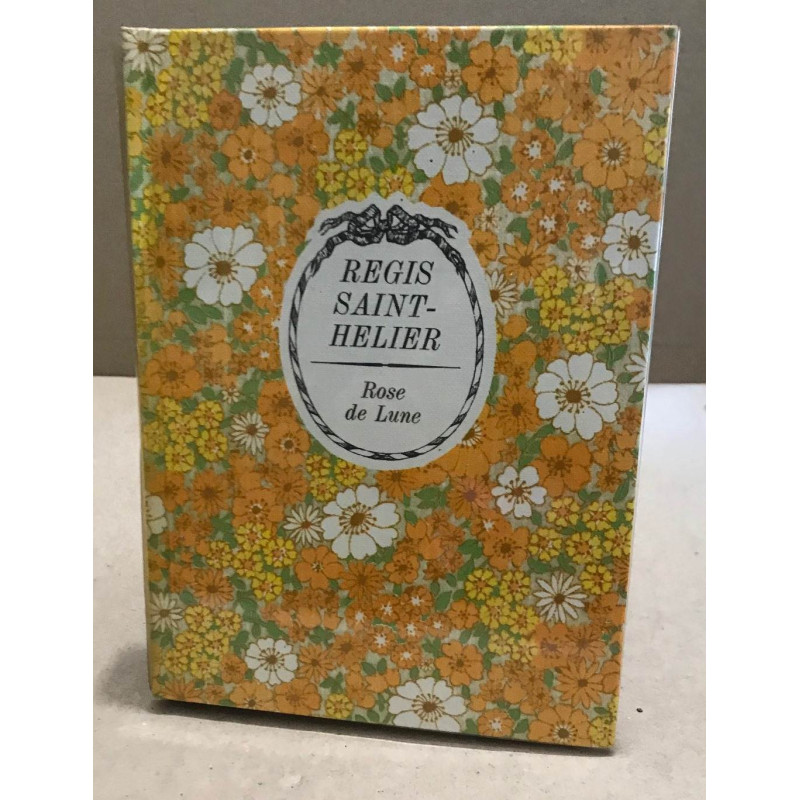 REGIS
SAINT-
HELIER
Rose
de Lune